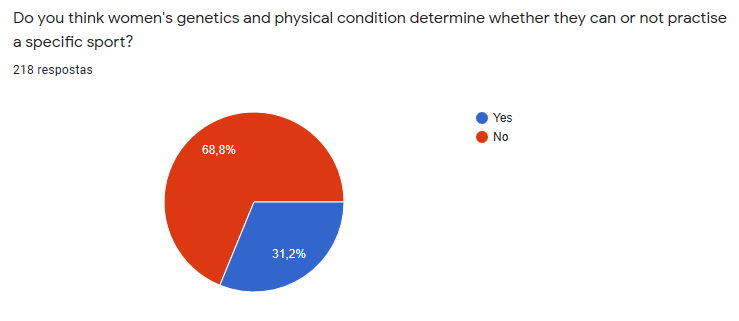 Do you think women's genetics and physical condition determine whether they can or not practise
a specific sport?
218 respostas
Yes
No
68,8%
31,2%